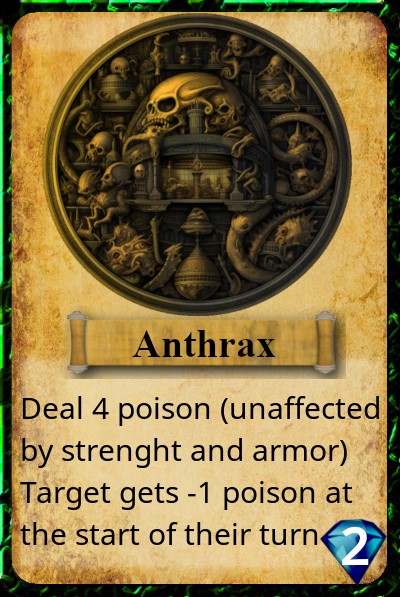 Anthrax
Deal 4 poison (unaffected
by strenght and armor)
Target gets -1 poison at
the start of their turn
2